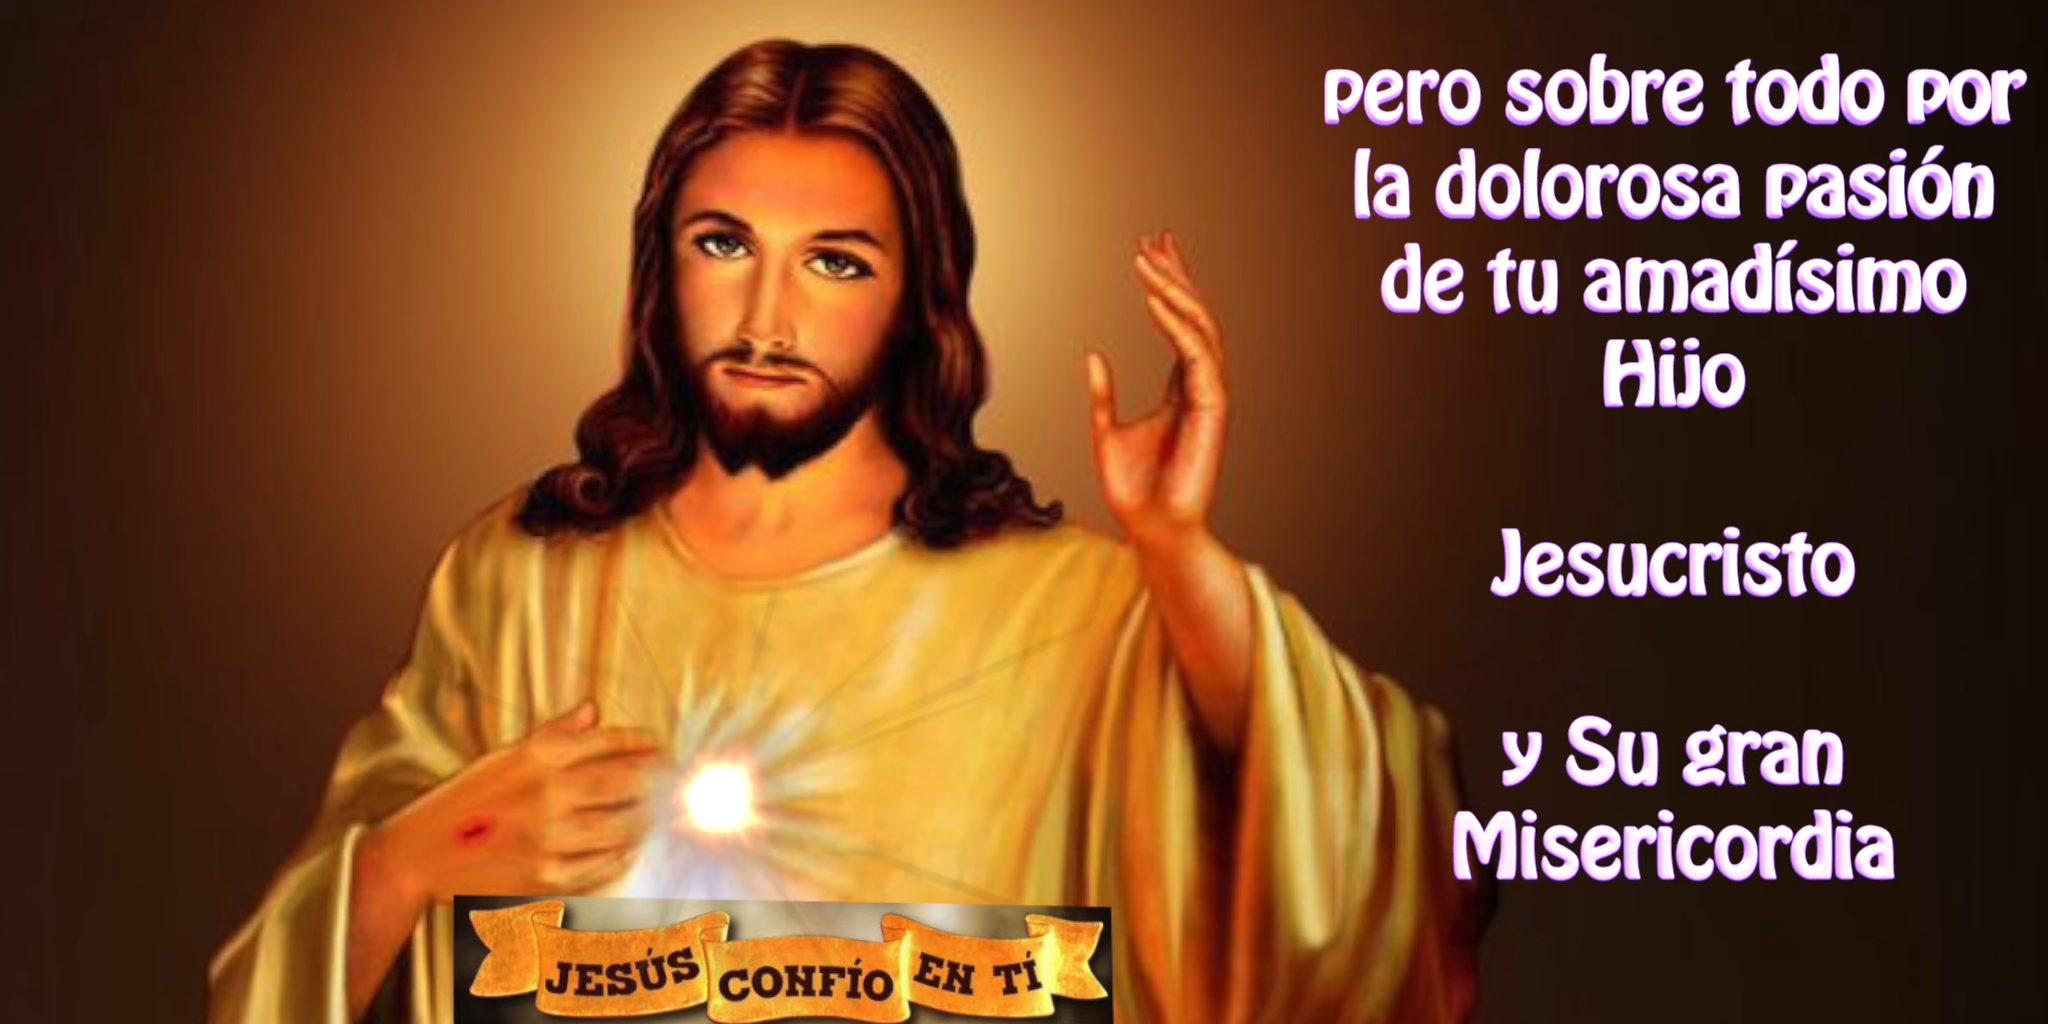 pero sobre todo por
la dolorosa pasión
de tu amadísimo
Hijo
Jesucristo
y Su gran
Misericordia
JESÚS CONFÍO EN TÍ